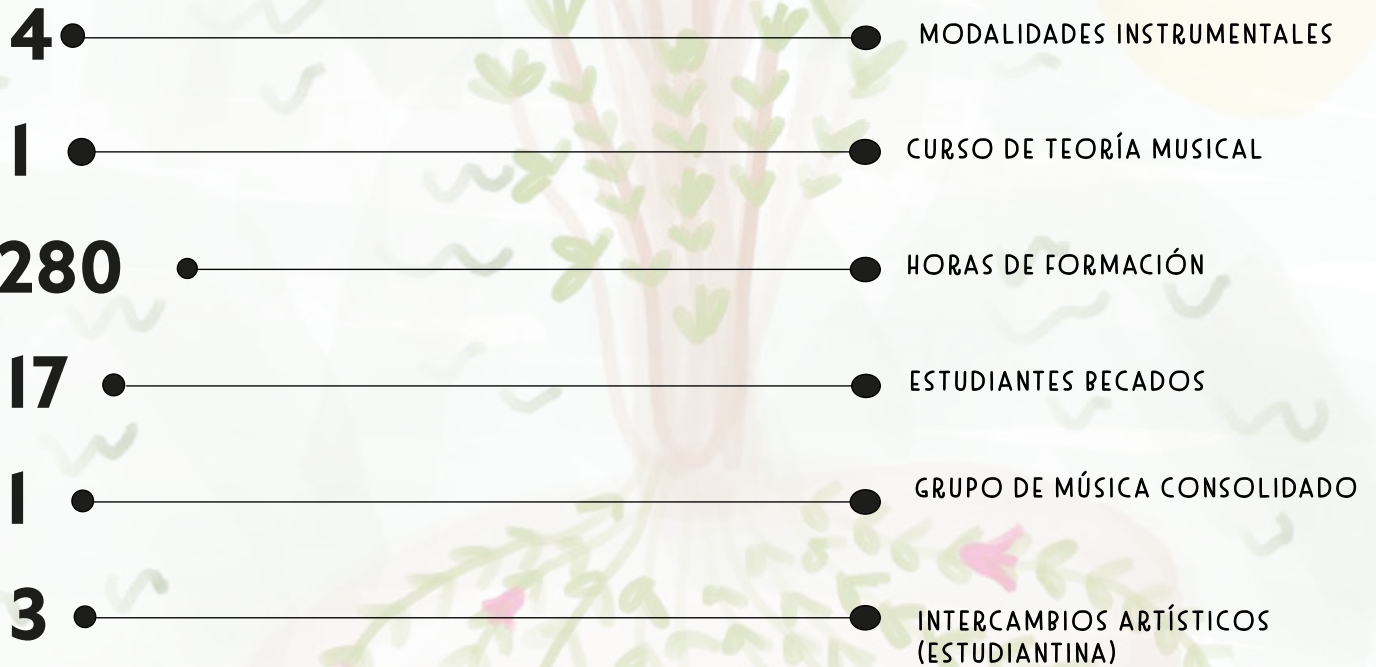 4 MODALIDADES INSTRUMENTALES
1 CURSO DE TEORÍA MUSICAL
280 HORAS DE FORMACIÓN
17 ESTUDIANTES BECADOS
1 GRUPO DE MÚSICA CONSOLIDADO
3 INTERCAMBIOS ARTÍSTICOS
(ESTUDIANTINA)